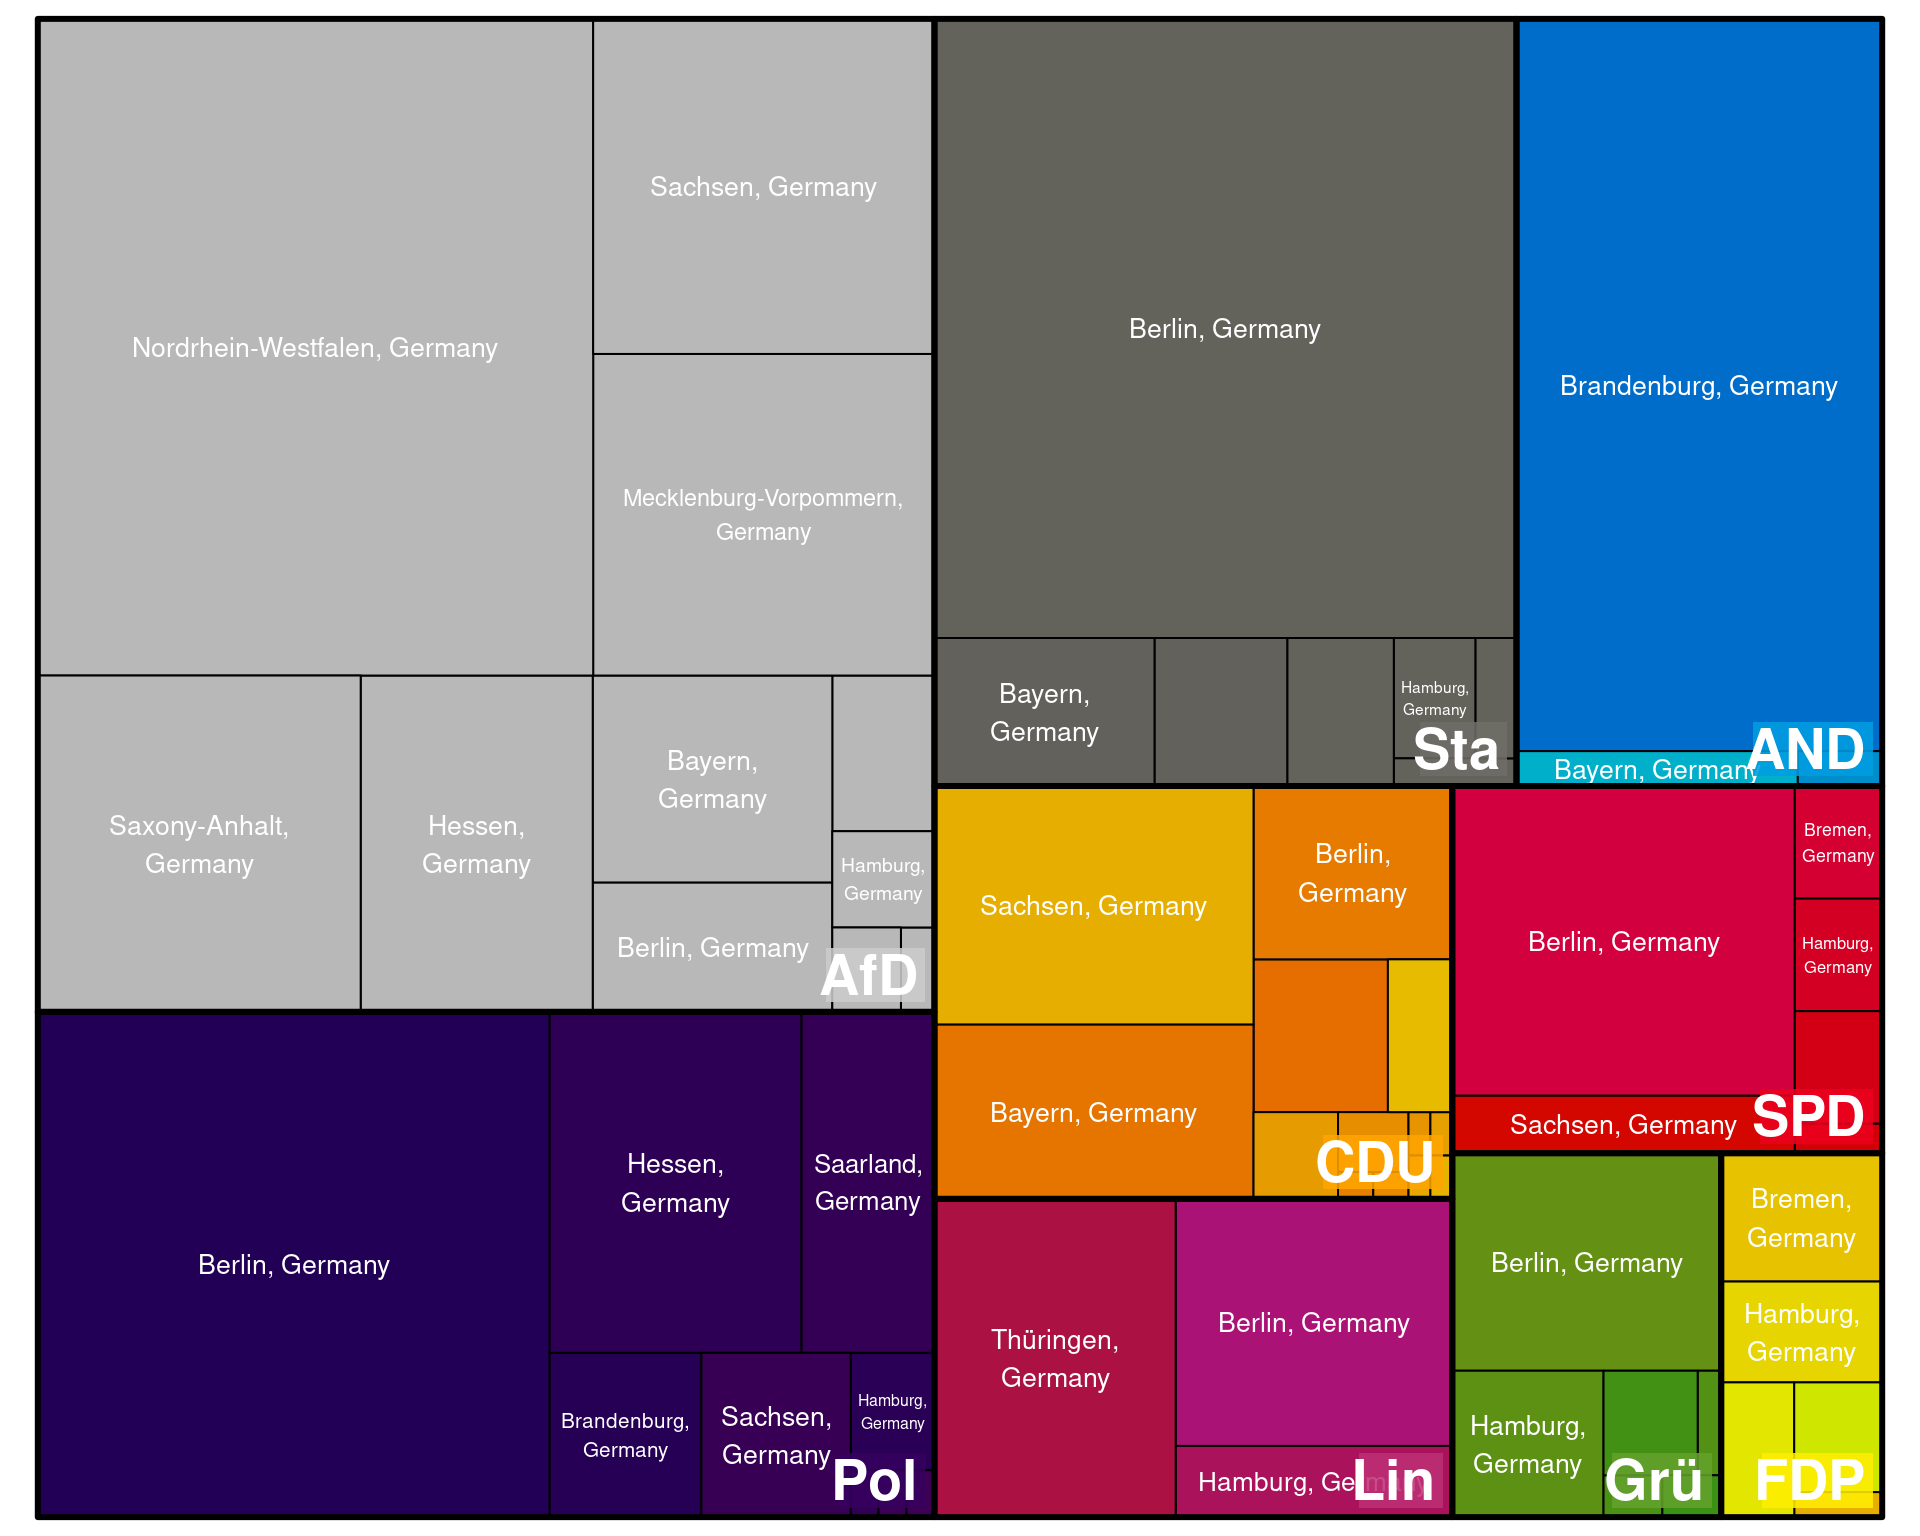 Nordrhein-Westfalen, Germany
Sachsen, Germany
Mecklenburg-Vorpommern,
Germany
Saxony-Anhalt,
Germany
Hessen,
Germany
Bayern,
Germany
Berlin, Germany
Hamburg,
Germany
AfD
Berlin, Germany
Hessen,
Germany
Saarland,
Germany
Brandenburg,
Germany
Sachsen,
Germany
Hamburg,
Germany
Pol
Berlin, Germany
Bayern,
Germany
Hamburg,
Germany
Sta
Brandenburg, Germany
Bayern, Germany
AND
Sachsen, Germany
Berlin,
Germany
Bayern, Germany
CDU
Berlin, Germany
Bremen,
Germany
Hamburg,
Germany
Sachsen, Germany
SPD
Thüringen,
Germany
Berlin, Germany
Hamburg, Germany
Lin
Berlin, Germany
Hamburg,
Germany
Grü
Bremen,
Germany
Hamburg,
Germany
FDP